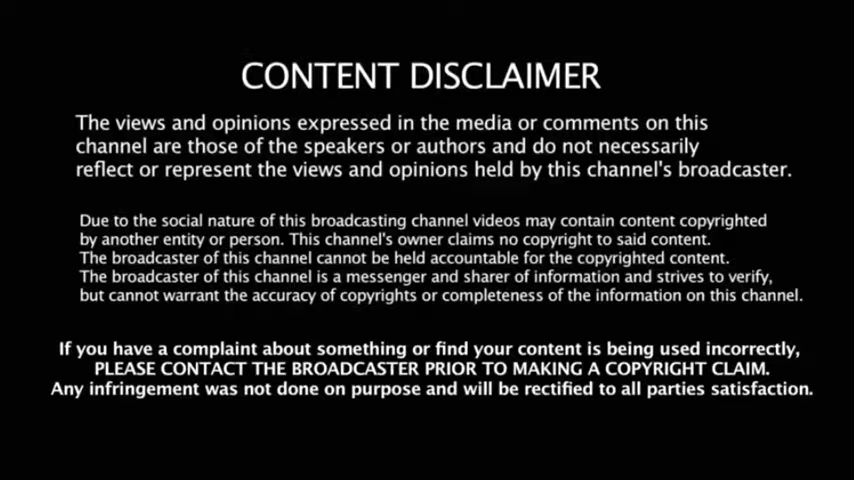 CONTENT DISCLAIMER
The views and opinions expressed in the media or comments on this
channel are those of the speakers or authors and do not necessarily
reflect or represent the views and opinions held by this channel's broadcaster.
Due to the social nature of this broadcasting channel videos may contain content copyrighted
by another entity or person. This channel's owner claims no copyright to said content.
The broadcaster of this channel cannot be held accountable for the copyrighted content.
The broadcaster of this channel is a messenger and sharer of information and strives to verify,
but cannot warrant the accuracy of copyrights or completeness of the information on this channel.
If you have a complaint about something or find your content is being used incorrectly,
PLEASE CONTACT THE BROADCASTER PRIOR TO MAKING A COPYRIGHT CLAIM.
Any infringement was not done on purpose and will be rectified to all parties satisfaction.